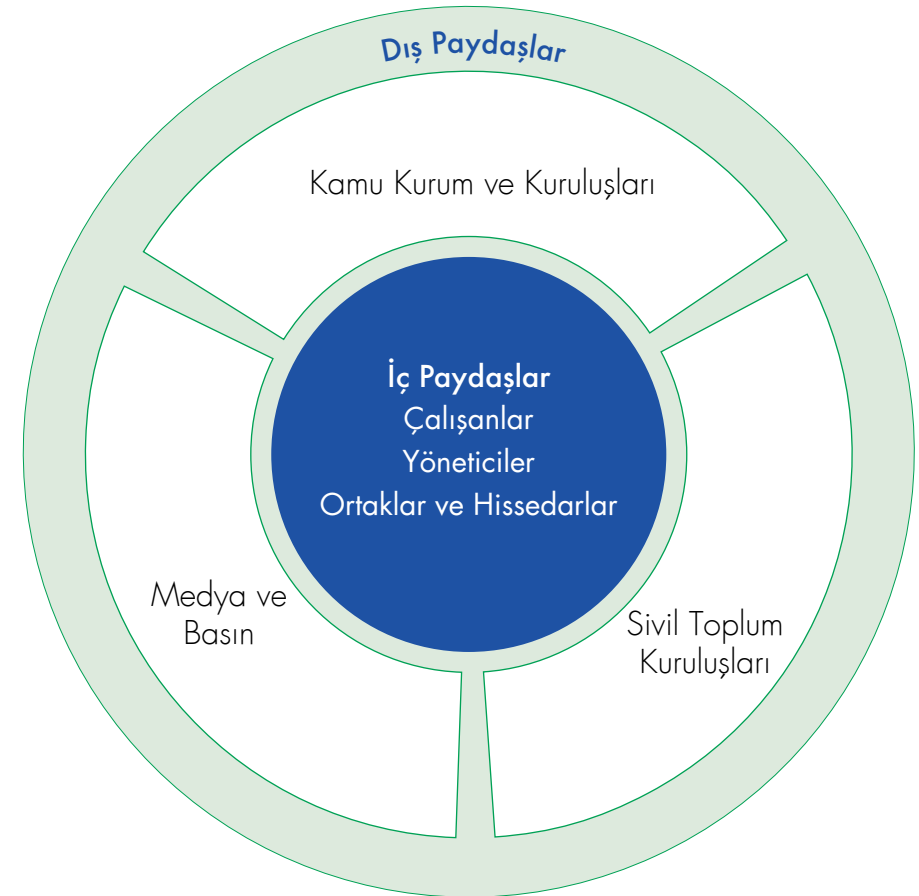 Dış Paydaşlar
Kamu Kurum ve Kuruluşları
İç Paydaşlar
Çalışanlar
Yöneticiler
Ortaklar ve Hissedarlar
Medya ve
Basın
Sivil Toplum
Kuruluşları